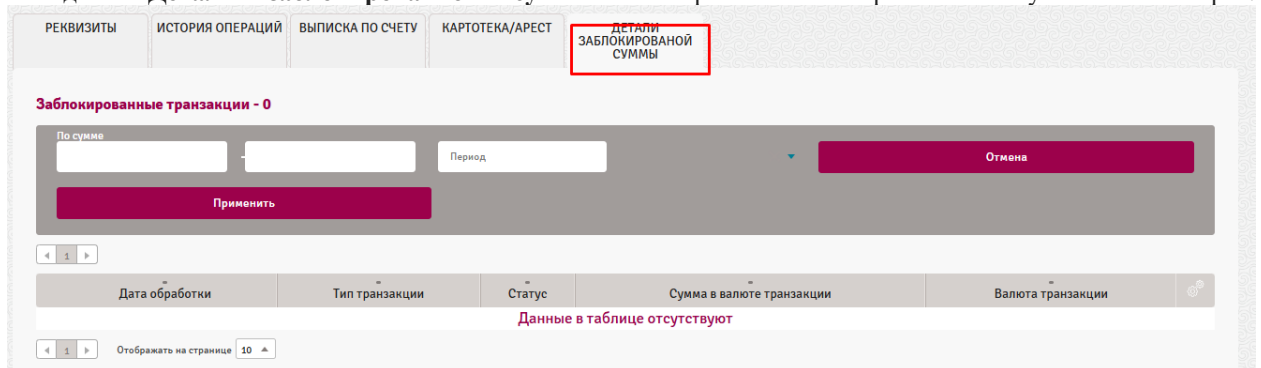 РЕКВИЗИТЫ ИСТОРИЯ ОПЕРАЦИЙ ВЫПИСКА ПО СЧЕТУ КАРТОТЕКА/АРЕСТ ДЕТАЛИ
ЗАБЛОКИРОВАНОЙ
СУММЫ
Заблокированные транзакции - 0
По сумме
- Период Отмена
Применить
1
Дата обработки Тип транзакции Статус Сумма в валюте транзакции Валюта транзакции
Данные в таблице отсутствуют
1 Отображать на странице 10